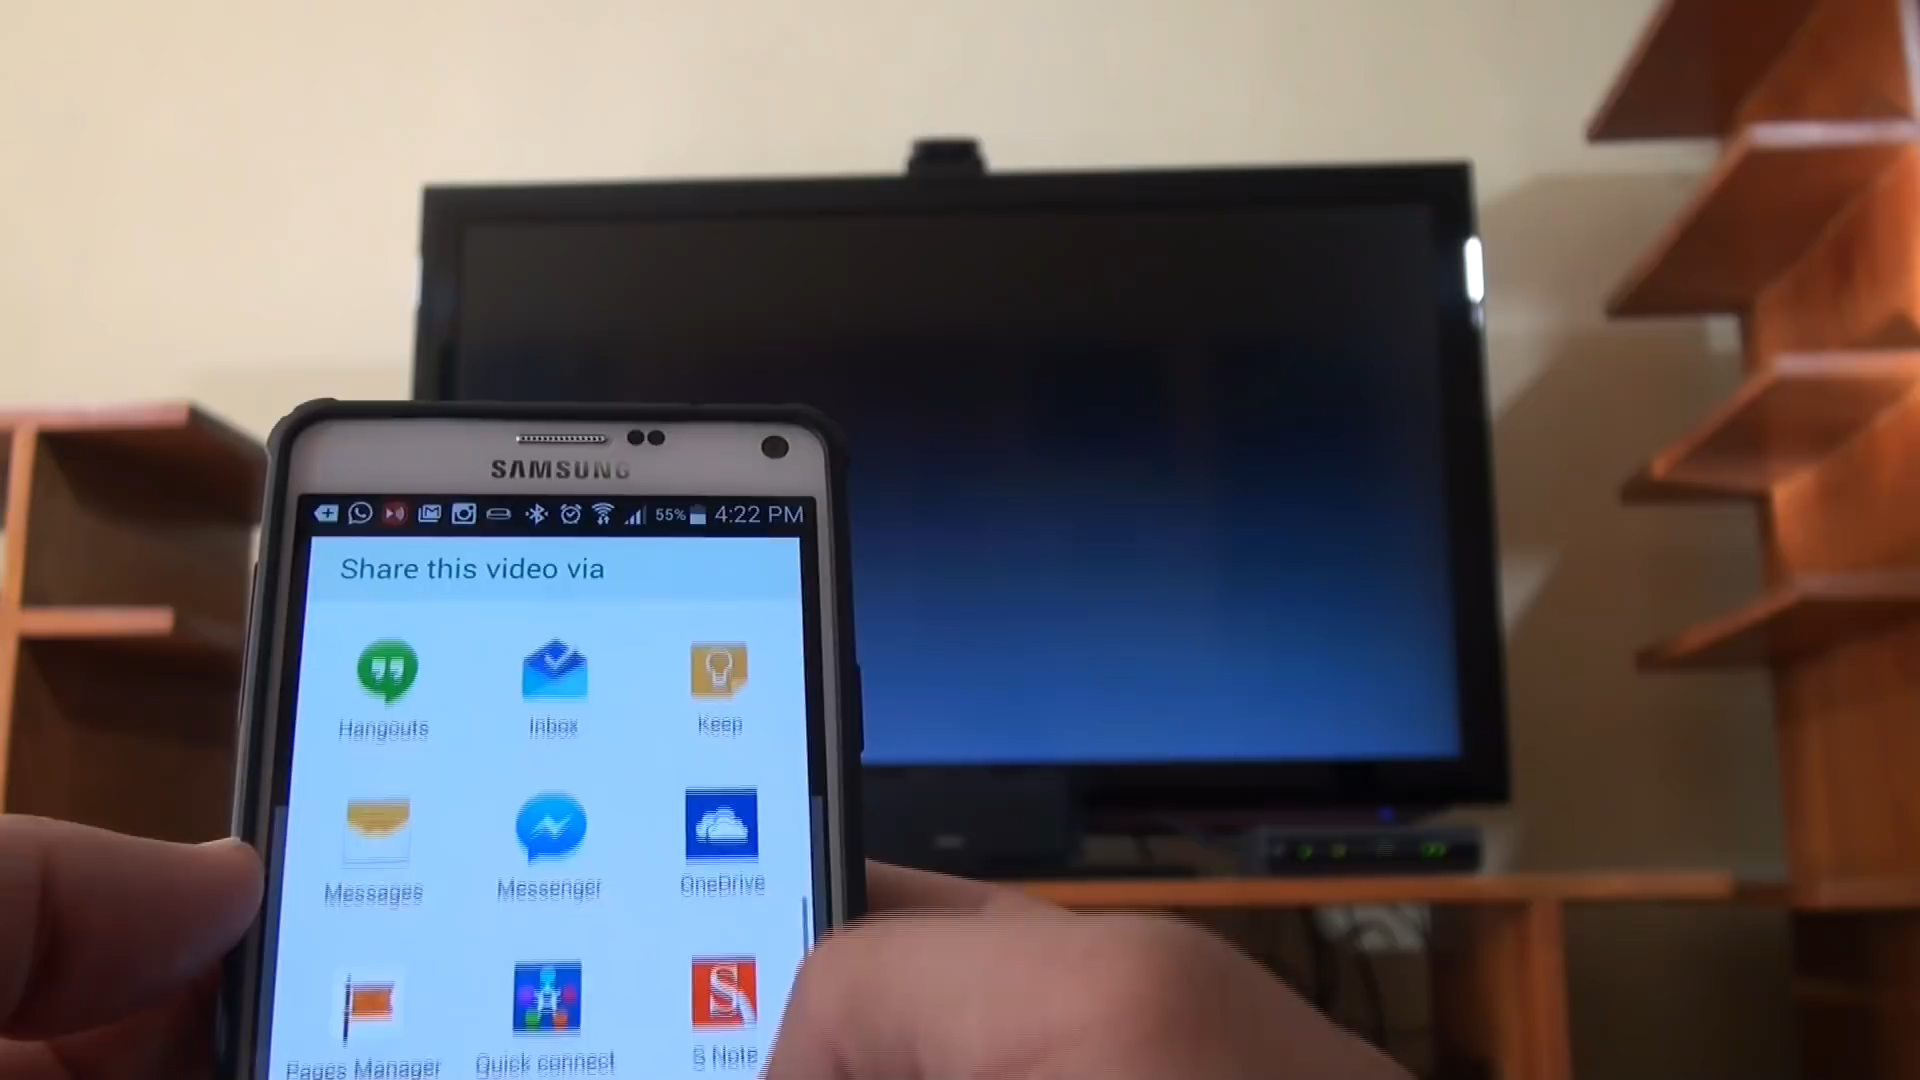 SAMSUNG
55% 4:22 PM
Share this video via
Hangouts Inbox Keep
Messages Messenger OneDrive
Pages Manager Quick connect S Note